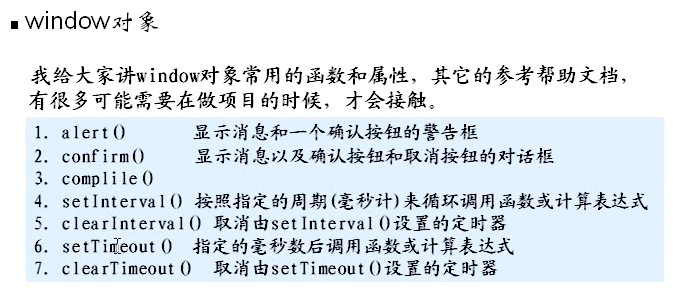 window对象
我给大家讲window对象常用的函数和属性，其它的参考帮助文档，
有很多可能需要在做项目的时候，才会接触。
1. alert() 显示消息和一个确认按钮的警告框
2. confirm() 显示消息以及确认按钮和取消按钮的对话框
3. complile()
4. setInterval() 按照指定的周期(毫秒计)来循环调用函数或计算表达式
5. clearInterval() 取消由setInterval()设置的定时器
6. setTimeout() 指定的毫秒数后调用函数或计算表达式
7. clearTimeout() 取消由setTimeout()设置的定时器